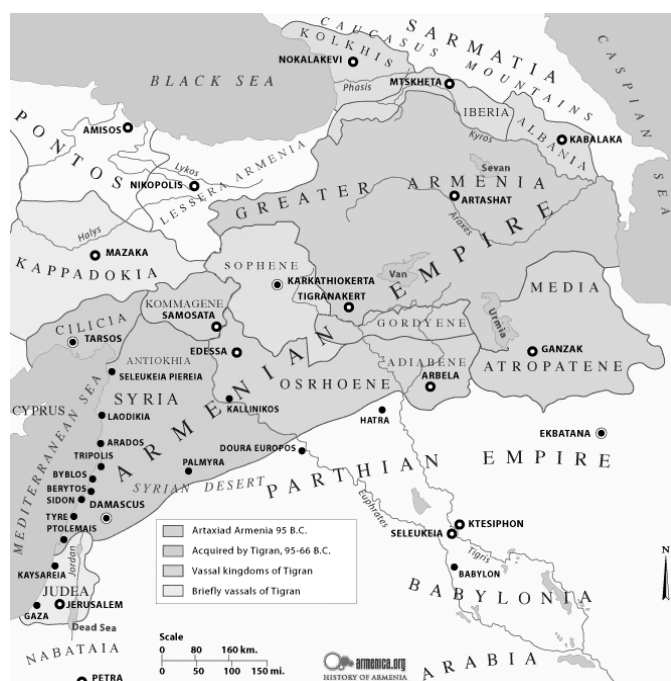 SARMATIA
CAUCASUS MOUNTAINS
KOLKHIS
NOKALAKEVI
CASPIAN SEA
BLACK SEA
Phasis
MTSKHETA
IBERIA
ALBANIA
KABALAKA
Kyros
AMISOS
PONTOS
Lykos
NIKOPOLIS
LESSERA ARMENIA
GREATER ARMENIA
Sevan
ARTASHAT
Araxes
Halys
MAZAKA
KAPPADOKIA
SOPHENE
KARKATHIOKERTA
TIGRANAKERT
Van
ARMENIAN EMPIRE
MEDIA
ATROPATENE
Urmia
GANZAK
KOMMAGENE
SAMOSATA
GORDYENE
ADIABENE
ARBELA
CILICIA
TARSOS
ANTIOKHIA
EDESSA
OSRHOENE
SELEUKEIA PIEREIA
KALLINIKOS
HATRA
EKBATANA
CYPRUS
MEDITERRANEAN SEA
SYRIA
LAODIKIA
ARADOS
TRIPOLIS
BYBLOS
BERYTOS
SIDON
DAMASCUS
TYRE
PTOLEMAIS
PALMYRA
DOURA EUROPOS
SYRIAN DESERT
PARTHIAN EMPIRE
Euphrates
KTESIPHON
SELEUKEIA
Tigris
BABYLON
BABYLONIA
KAYSAREIA
Jordan
JUDEA
JERUSALEM
GAZA
Dead Sea
NABATAIA
PETRA
ARABIA
Artaxiad Armenia 95 B.C.
Acquired by Tigran, 95-66 B.C.
Vassal kingdoms of Tigran
Briefly vassals of Tigran
Scale
0 80 160 km.
0 50 100 150 mi.
armenica.org
HISTORY OF ARMENIA
N